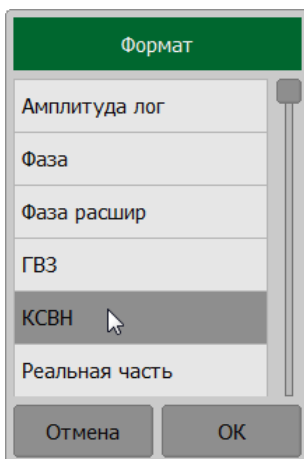 Формат
Амплитуда лог
Фаза
Фаза расшир
ГВЗ
КСВН
Реальная часть
Отмена
ОК